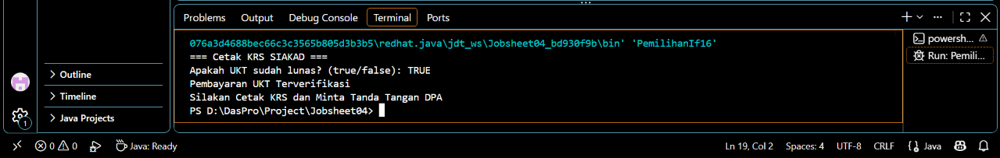 Problems Output Debug Console Terminal Ports
076a3d4688bec66c3c3565b805d3b3b5\redhat.java\jdt_ws\Jobsheet04_bd930f9b\bin' 'PemilihanIf16'
=== Cetak KRS SIAKAD ===
Apakah UKT sudah lunas? (true/false): TRUE
Pembayaran UKT Terverifikasi
Silakan Cetak KRS dan Minta Tanda Tangan DPA
PS D:\DasPro\Project\Jobsheet04>
powersh...
Run: Pemili...
Outline
Timeline
Java Projects
1
0 0 Java: Ready Ln 19, Col 2 Spaces: 4 UTF-8 CRLF Java